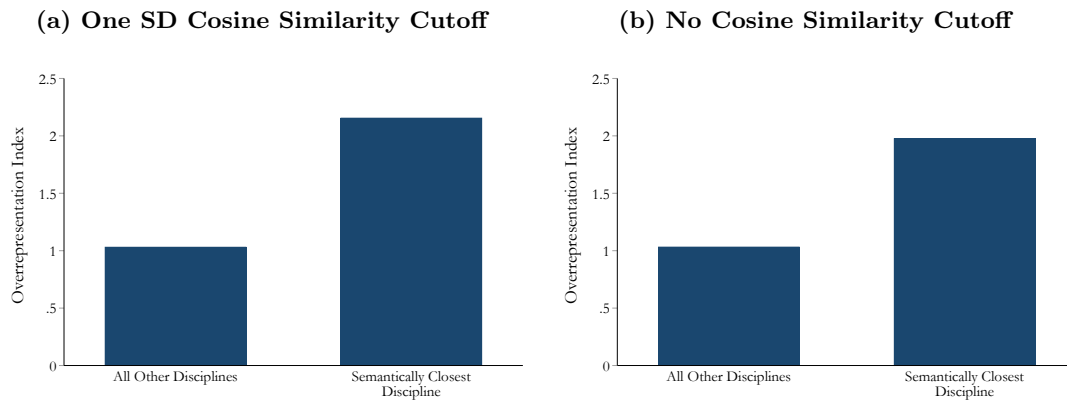 (a) One SD Cosine Similarity Cutoff
2.5
2
1.5
1
.5
0
Overrepresentation Index
All Other Disciplines
Semantically Closest
Discipline
(b) No Cosine Similarity Cutoff
2.5
2
1.5
1
.5
0
Overrepresentation Index
All Other Disciplines
Semantically Closest
Discipline